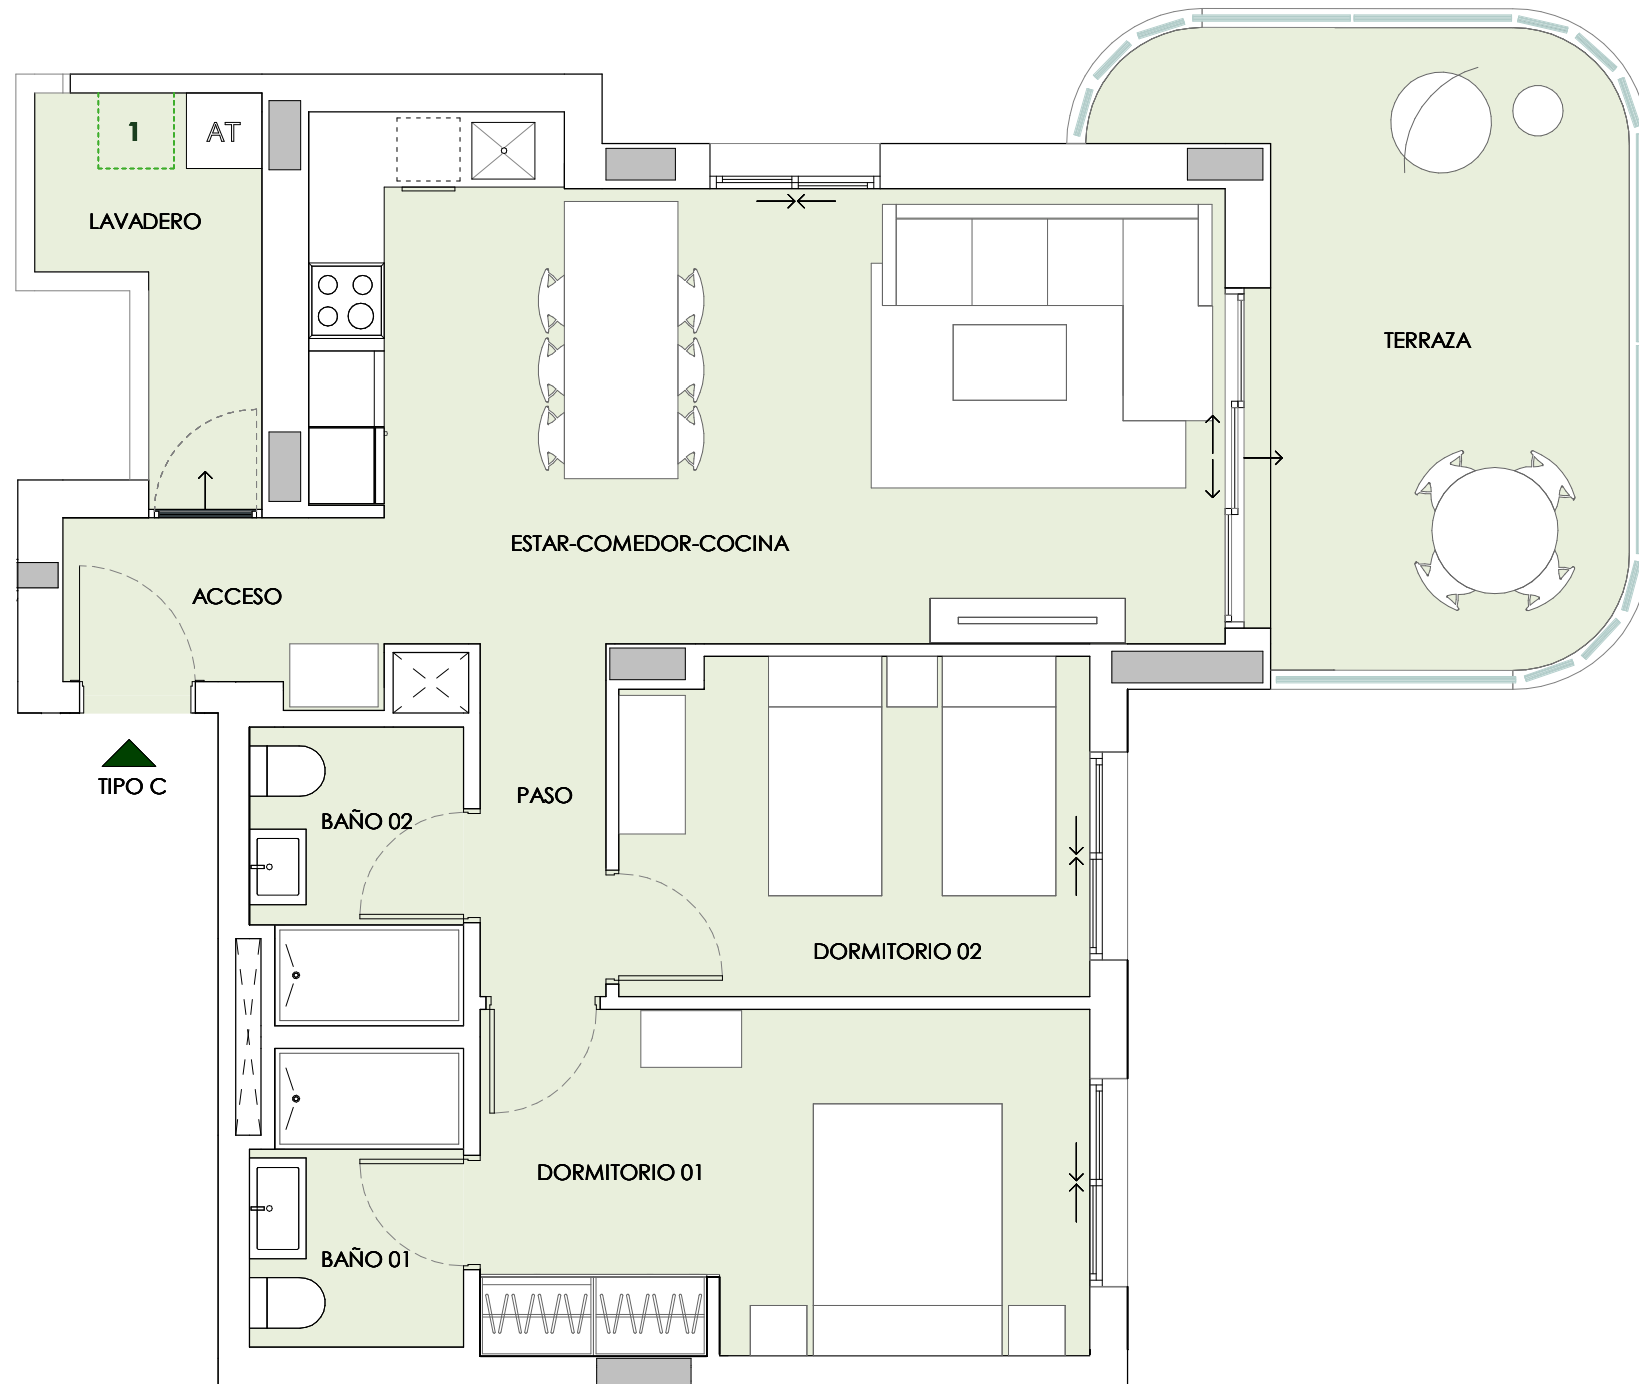 1
AT
LAVADERO
TERRAZA
ESTAR-COMEDOR-COCINA
ACCESO
TIPO C
PASO
BAÑO 02
DORMITORIO 02
DORMITORIO 01
BAÑO 01